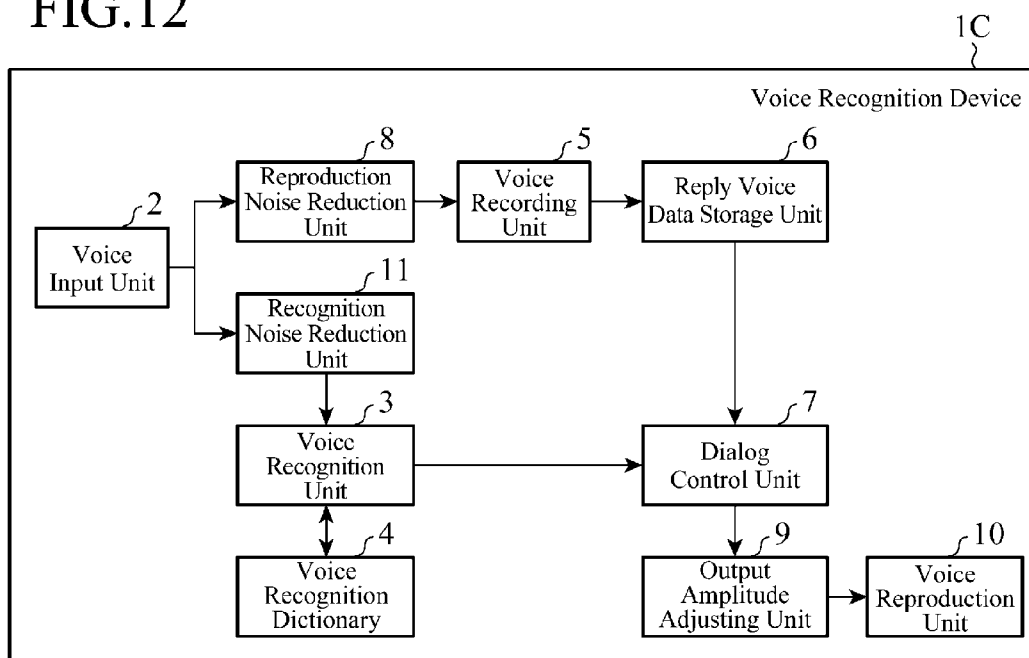 FIG.12
1C
Voice Recognition Device
8
Reproduction
Noise Reduction
Unit
5
Voice
Recording
Unit
6
Reply Voice
Data Storage Unit
2
Voice
Input Unit
11
Recognition
Noise Reduction
Unit
3
Voice
Recognition
Unit
7
Dialog
Control Unit
4
Voice
Recognition
Dictionary
9
Output
Amplitude
Adjusting Unit
10
Voice
Reproduction
Unit